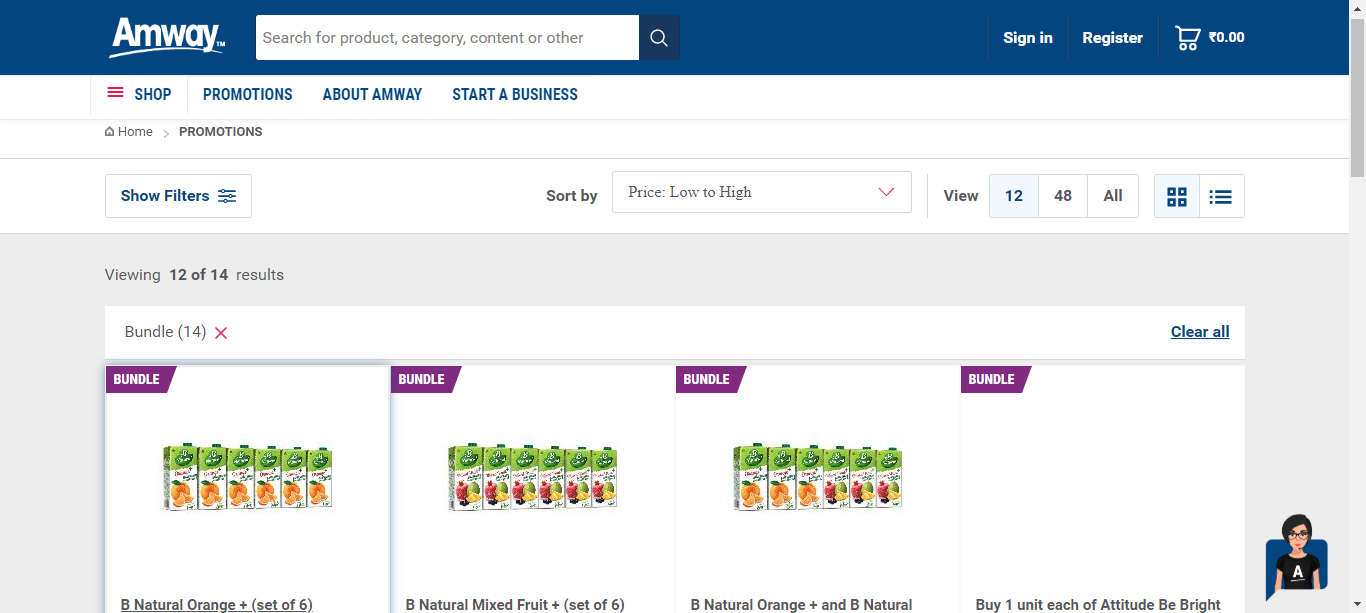 Amway™
Search for product, category, content or other
Sign in
Register
₹0.00
SHOP
PROMOTIONS
ABOUT AMWAY
START A BUSINESS
Home
PROMOTIONS
Show Filters
Sort by
Price: Low to High
View
12
48
All
Viewing 12 of 14 results
Bundle (14)
Clear all
BUNDLE
BUNDLE
BUNDLE
BUNDLE
A
B Natural Orange + (set of 6)
B Natural Mixed Fruit + (set of 6)
B Natural Orange + and B Natural
Buy 1 unit each of Attitude Be Bright